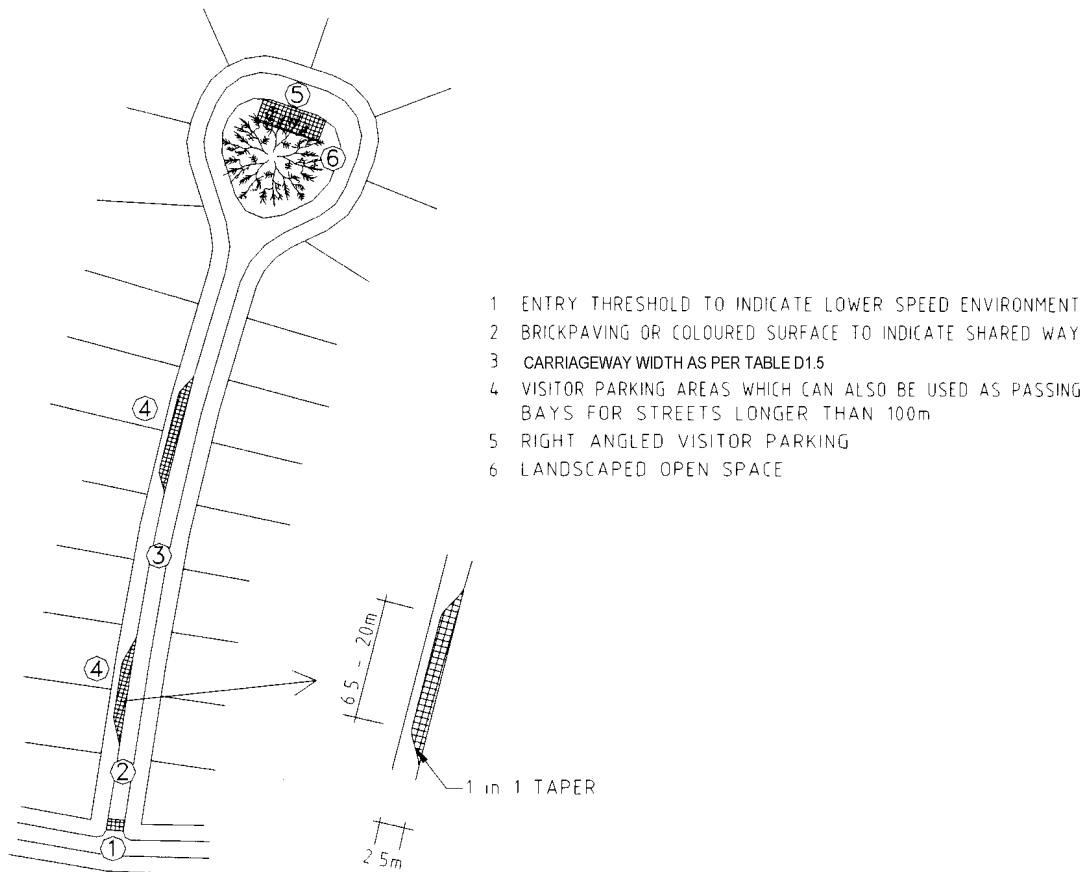 5
6
1 ENTRY THRESHOLD TO INDICATE LOWER SPEED ENVIRONMENT
2 BRICKPAVING OR COLOURED SURFACE TO INDICATE SHARED WAY
3 CARRIAGEWAY WIDTH AS PER TABLE D1.5
4 VISITOR PARKING AREAS WHICH CAN ALSO BE USED AS PASSING
BAYS FOR STREETS LONGER THAN 100m
5 RIGHT ANGLED VISITOR PARKING
6 LANDSCAPED OPEN SPACE
4
3
4
2
1
6 5 - 20m
1 in 1 TAPER
2 5m